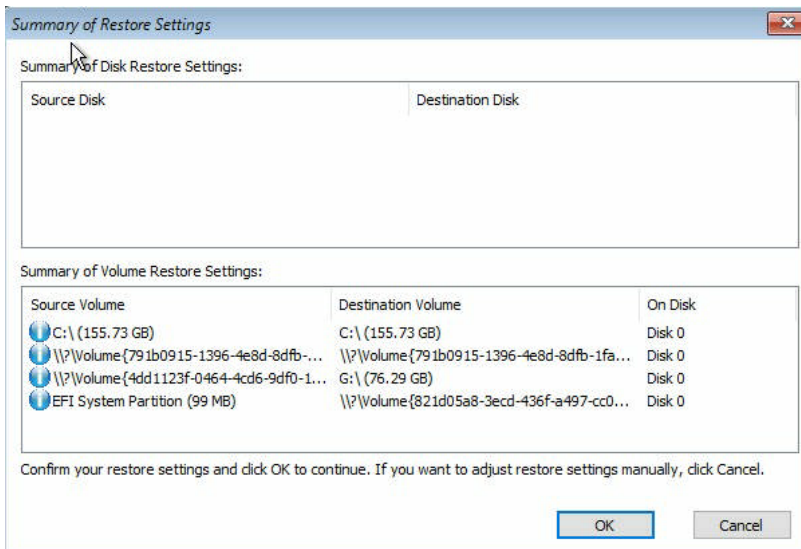 Summary of Restore Settings
Summary of Disk Restore Settings:
Source Disk Destination Disk
Summary of Volume Restore Settings:
Source Volume Destination Volume On Disk
C:\ (155.73 GB) C:\ (155.73 GB) Disk 0
\\?\Volume{791b0915-1396-4e8d-8dfb-... \\?\Volume{791b0915-1396-4e8d-8dfb-1fa... Disk 0
\\?\Volume{4dd1123f-0464-4cd6-9df0-1... G:\ (76.29 GB) Disk 0
EFI System Partition (99 MB) \\?\Volume{821d05a8-3ecd-436f-a497-cc0... Disk 0
Confirm your restore settings and click OK to continue. If you want to adjust restore settings manually, click Cancel.
OK Cancel